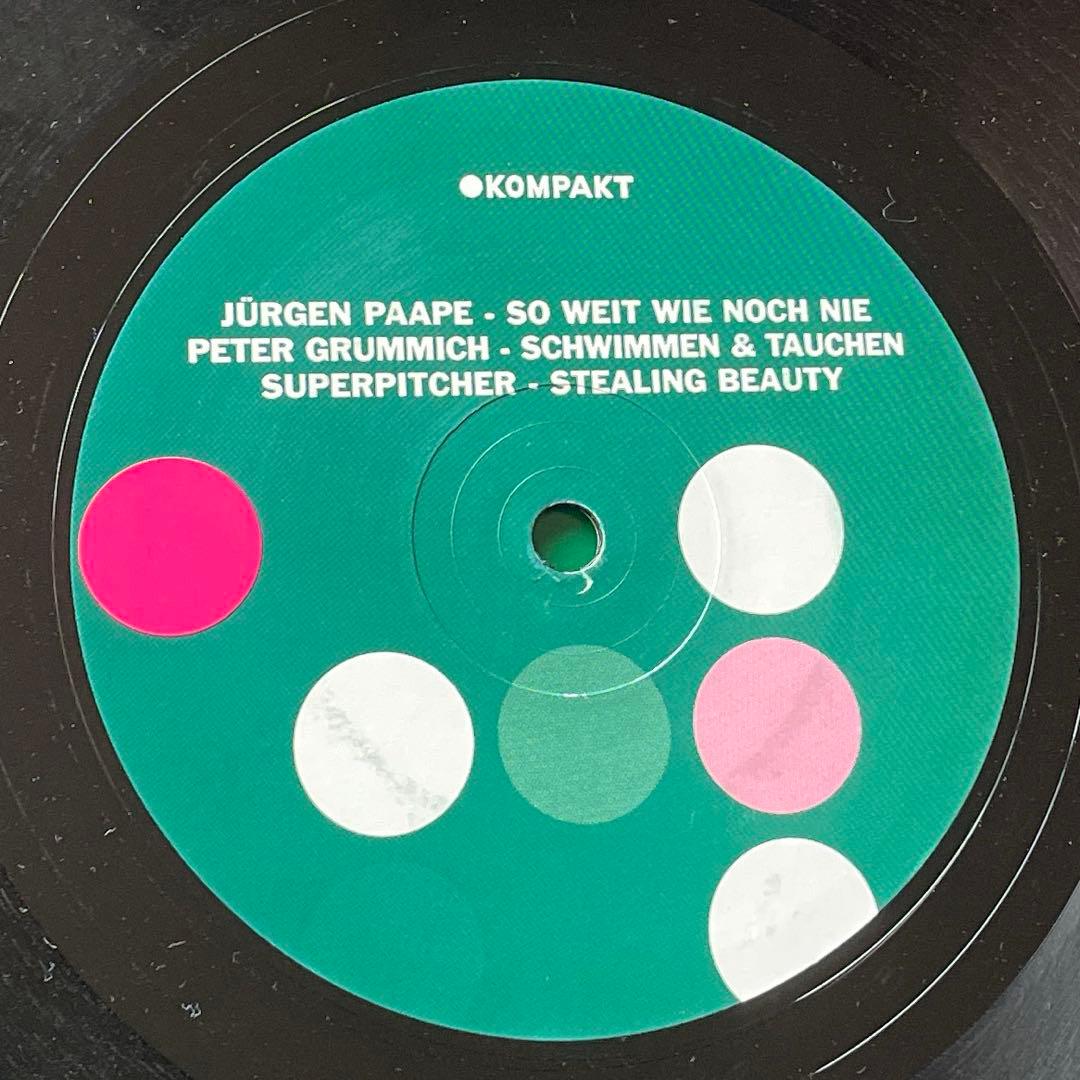 KOMPAKT
JÜRGEN PAAPE - SO WEIT WIE NOCH NIE
PETER GRUMMICH - SCHWIMMEN & TAUCHEN
SUPERPITCHER - STEALING BEAUTY